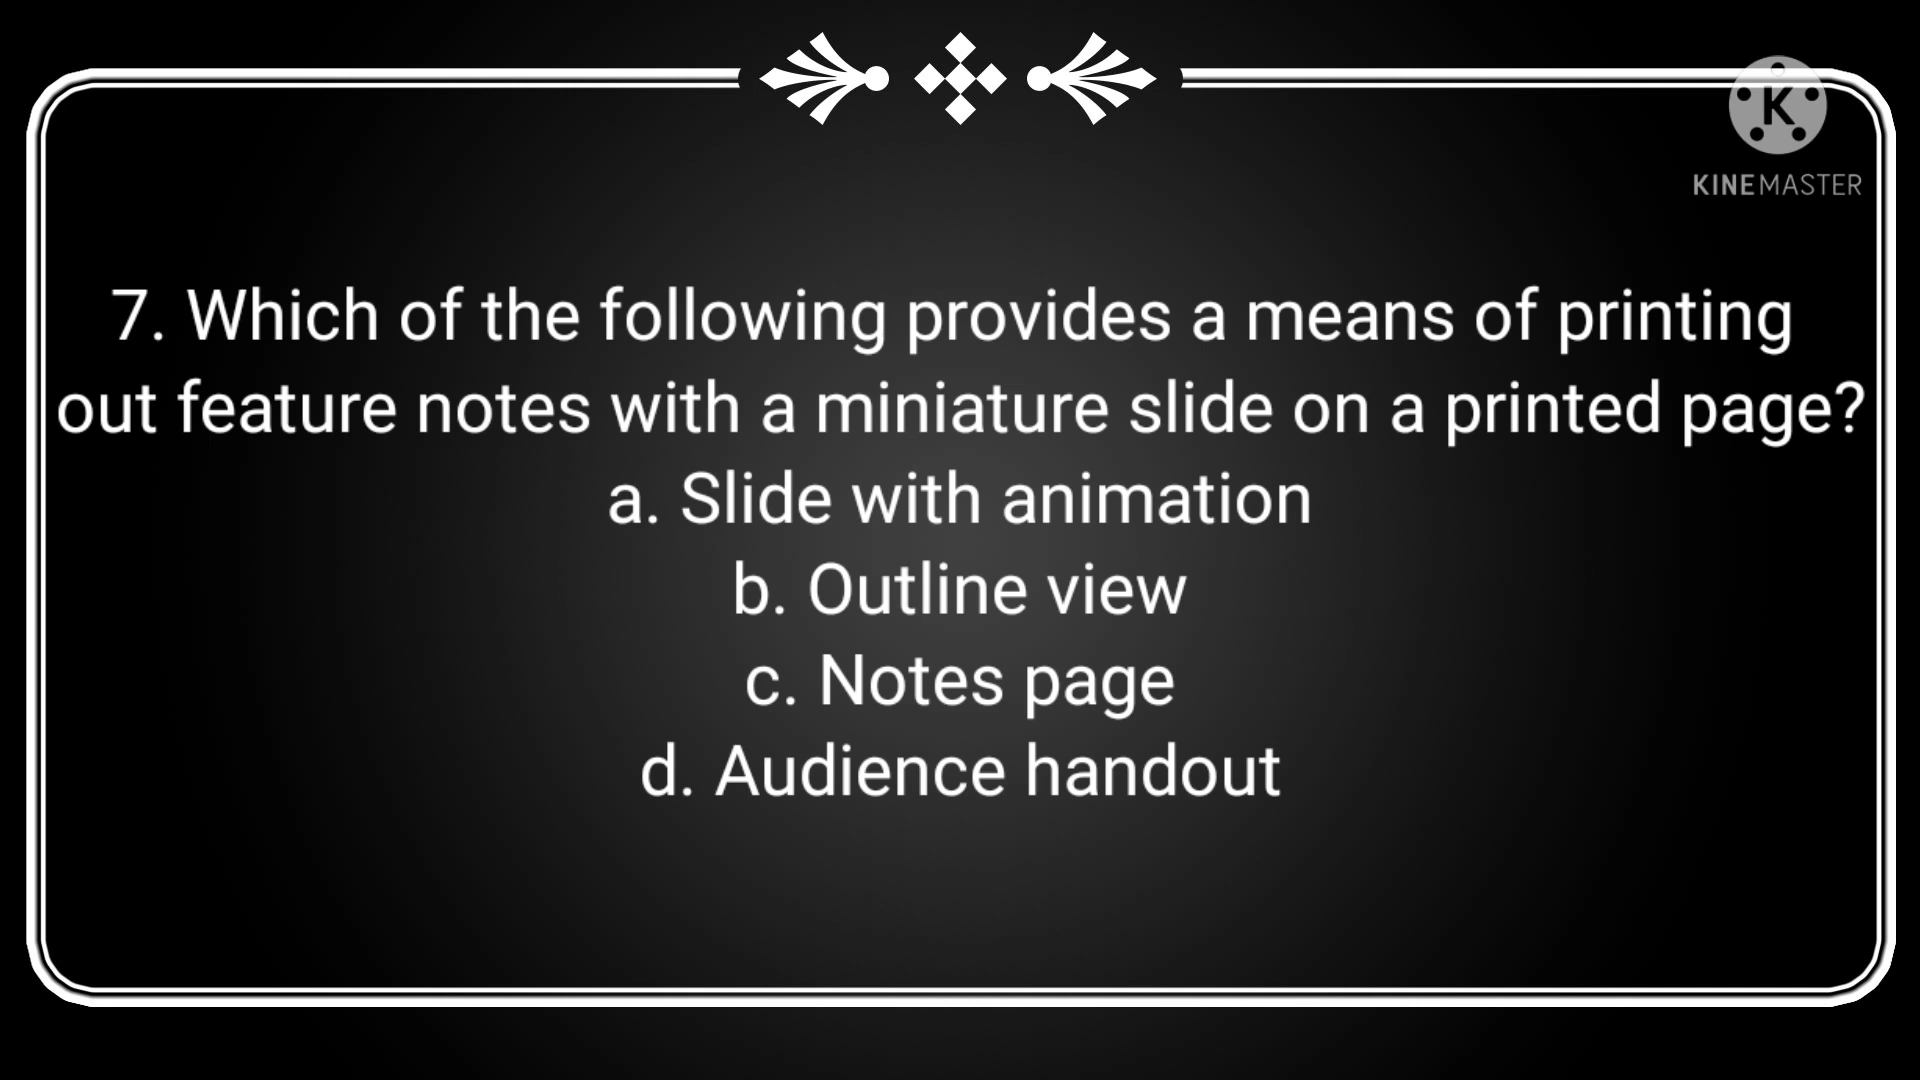 K
KINEMASTER
7. Which of the following provides a means of printing
out feature notes with a miniature slide on a printed page?
a. Slide with animation
b. Outline view
c. Notes page
d. Audience handout